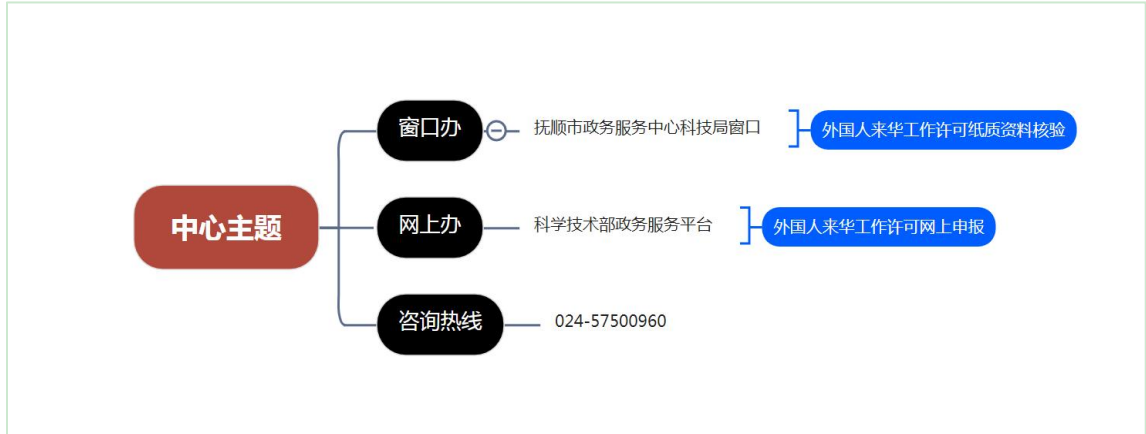 窗口办
抚顺市政务服务中心科技局窗口
外国人来华工作许可纸质资料核验
中心主题
网上办
科学技术部政务服务平台
外国人来华工作许可网上申报
咨询热线
024-57500960